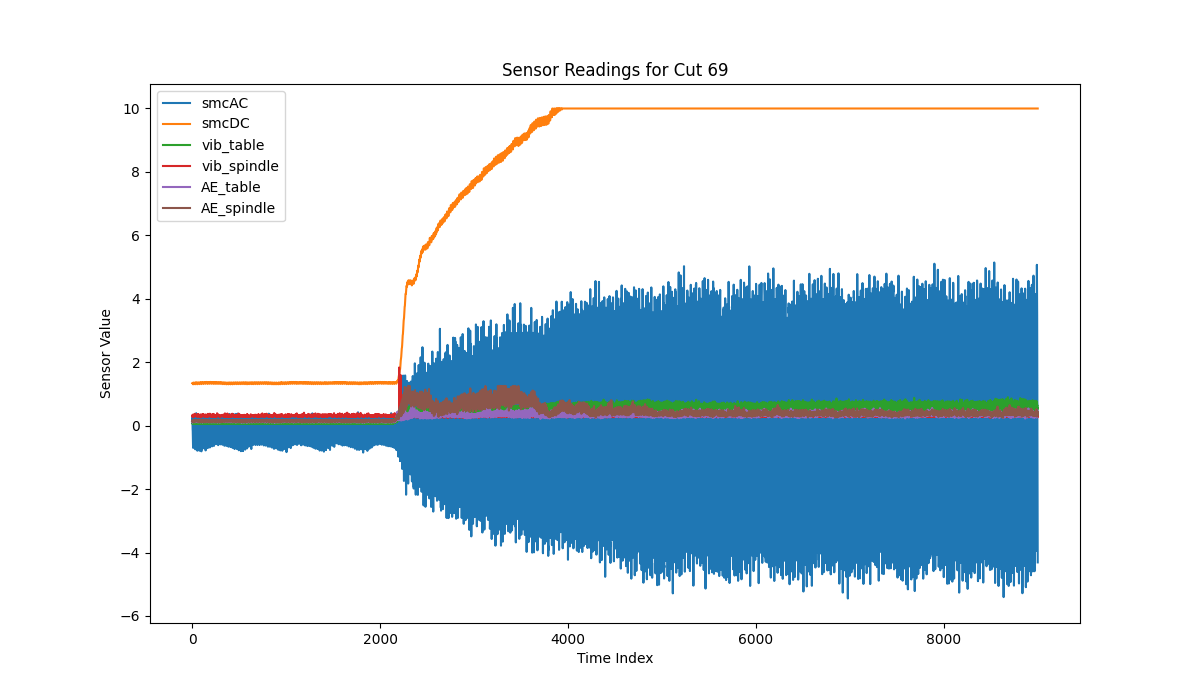 Sensor Readings for Cut 69
smcAC
smcDC
vib_table
vib_spindle
AE_table
AE_spindle
10
8
6
4
2
0
−2
−4
−6
Sensor Value
0 2000 4000 6000 8000
Time Index